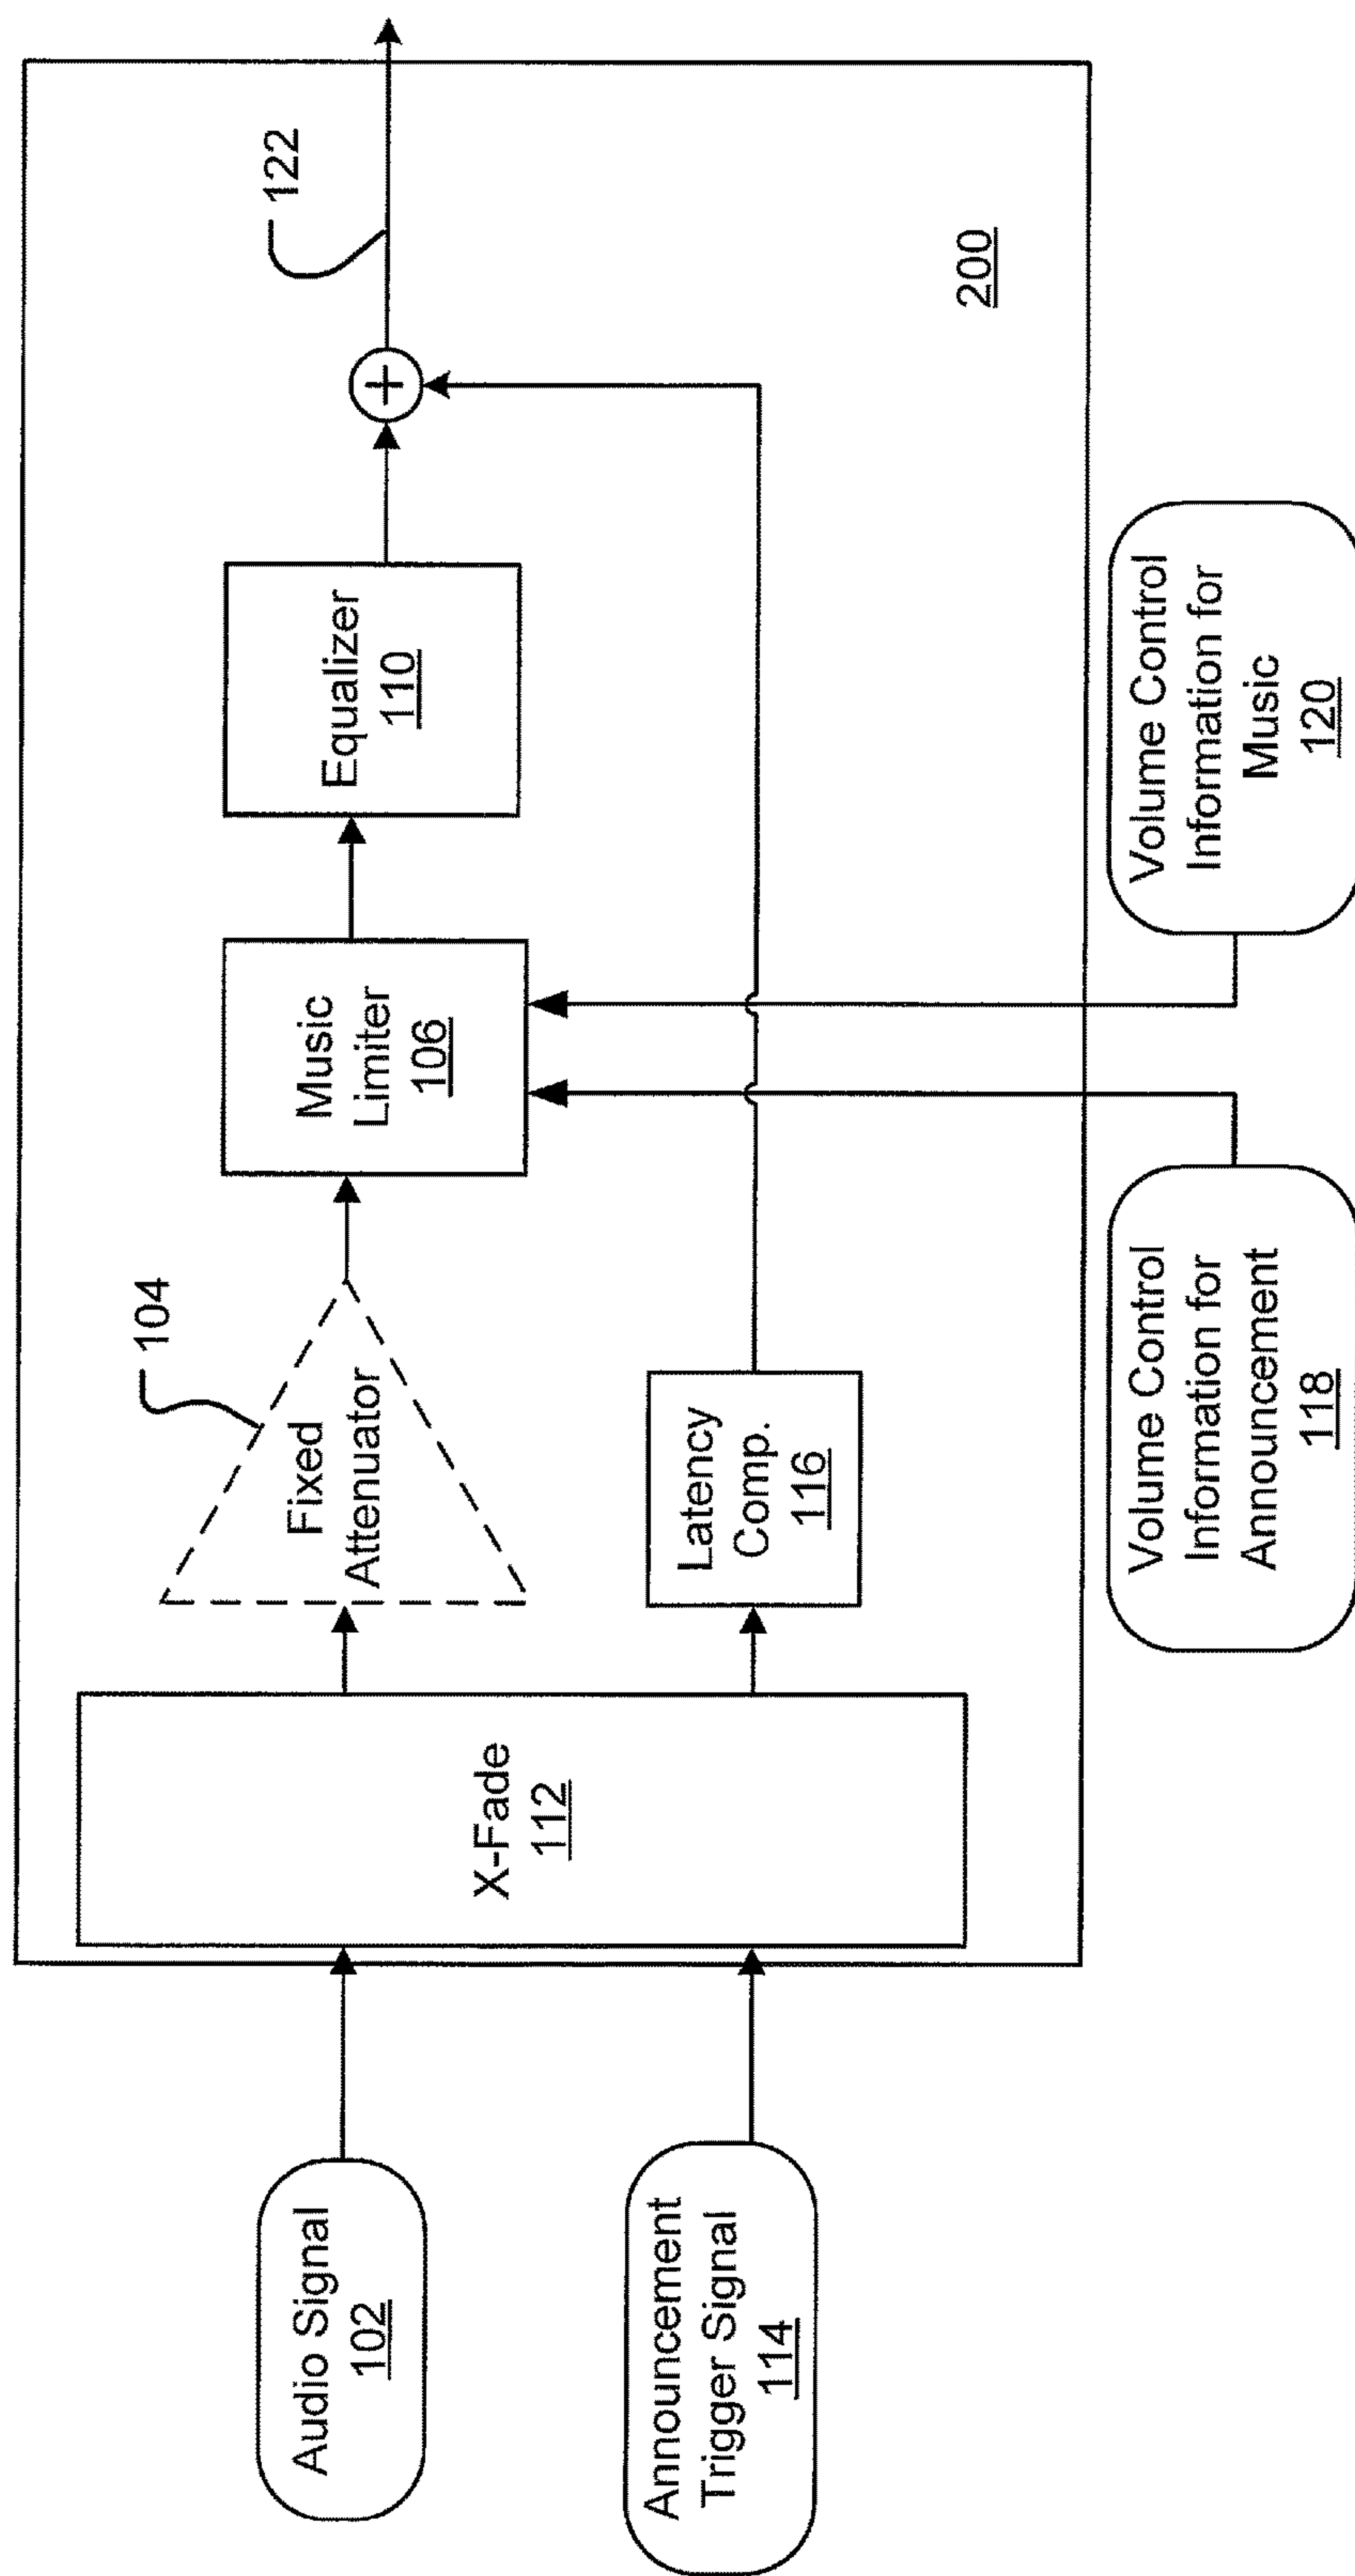 Audio Signal
102
Announcement
Trigger Signal
114
X-Fade
112
104
Fixed
Attenuator
Latency
Comp.
116
Music
Limiter
106
Equalizer
110
+
122
200
Volume Control
Information for
Announcement
118
Volume Control
Information for
Music
120